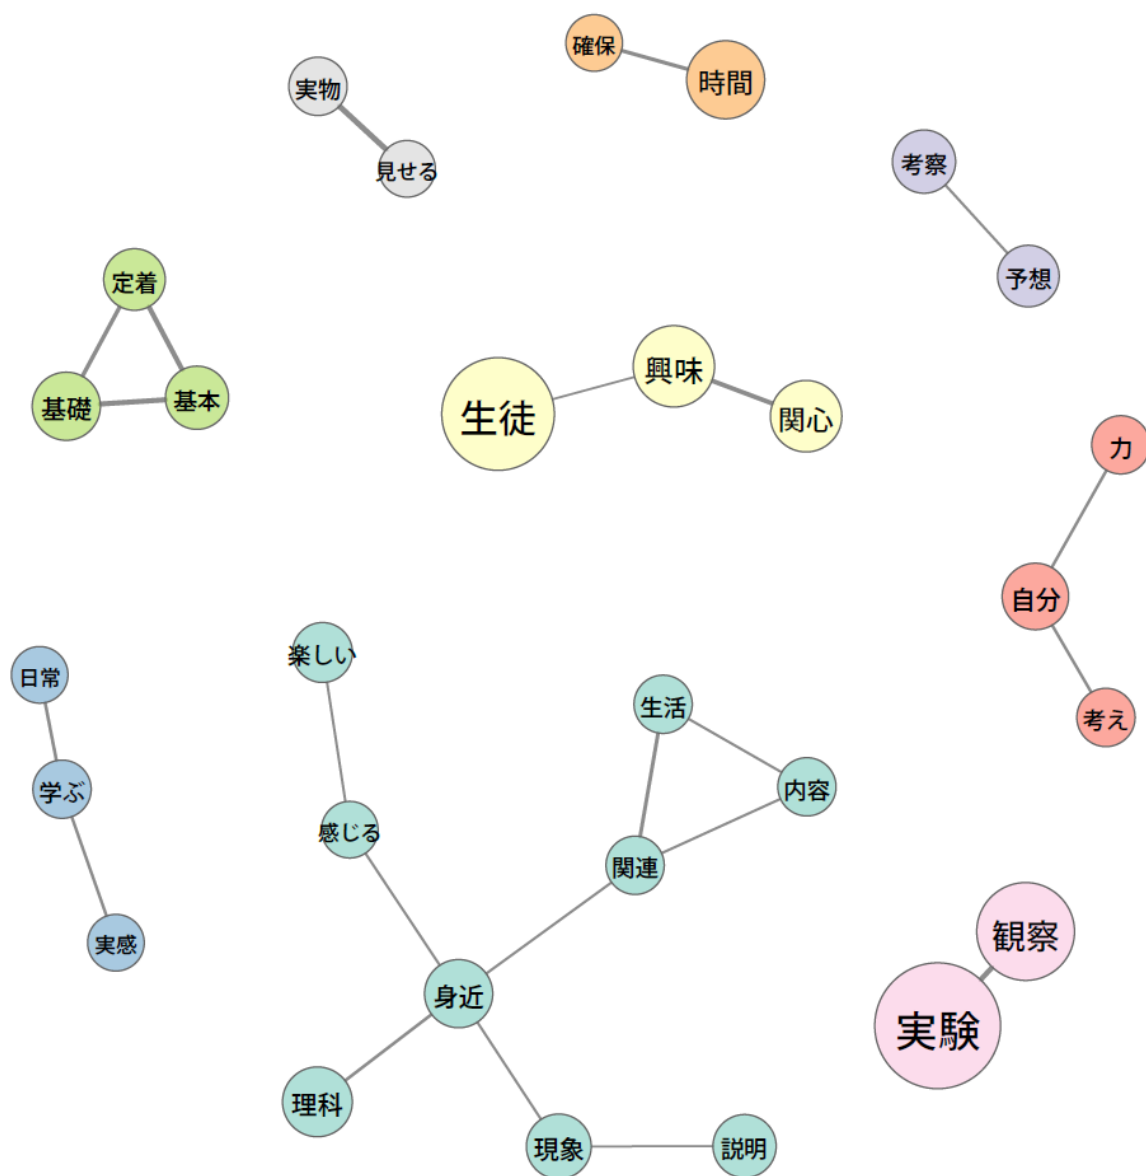 確保
時間
実物
見せる
考察
予想
定着
基礎
基本
生徒
興味
関心
力
自分
考え
日常
学ぶ
実感
楽しい
感じる
生活
内容
関連
身近
理科
現象
説明
観察
実験